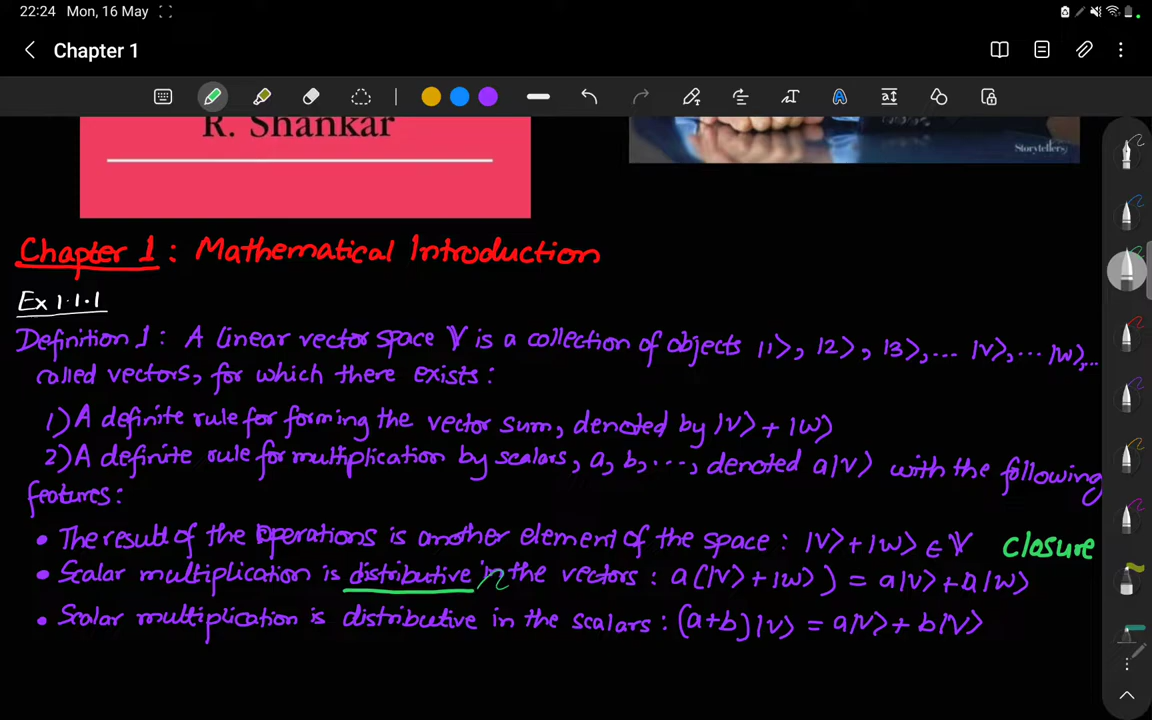 22:24 Mon, 16 May
Chapter 1
R. Shankar
Storytellers
Chapter 1 : Mathematical Introduction
Ex 1.1.1
Definition 1 : A linear vector space 𝕍 is a collection of objects |1⟩, |2⟩, |3⟩, ... |V⟩, ... |W⟩, ...
called vectors, for which there exists :
1) A definite rule for forming the vector sum, denoted by |V⟩ + |W⟩
2) A definite rule for multiplication by scalars, a, b, ..., denoted a|V⟩ with the following
features :
• The result of the operations is another element of the space : |V⟩ + |W⟩ ∈ 𝕍 closure
• Scalar multiplication is distributive in the vectors : a(|V⟩ + |W⟩) = a|V⟩ + a|W⟩
• Scalar multiplication is distributive in the scalars : (a+b)|V⟩ = a|V⟩ + b|V⟩